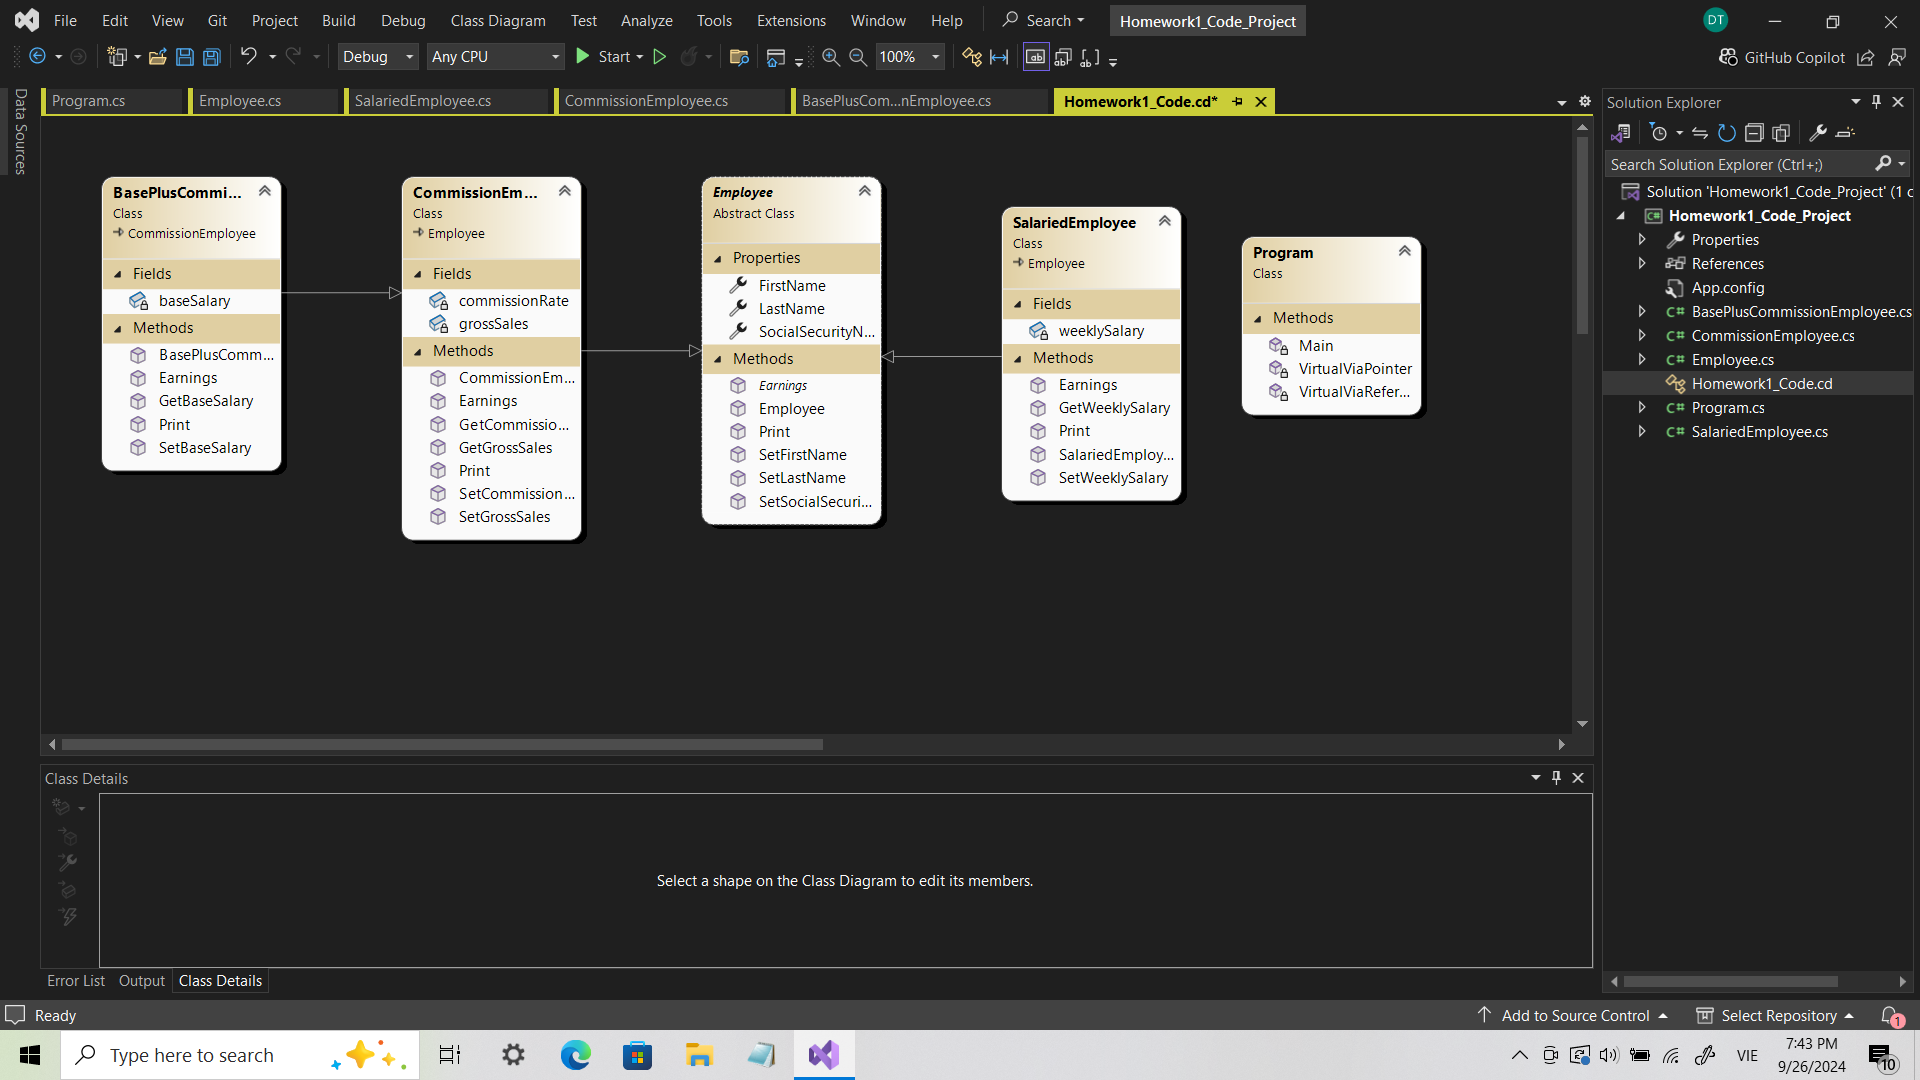 File Edit View Git Project Build Debug Class Diagram Test Analyze Tools Extensions Window Help Search Homework1_Code_Project DT
Debug Any CPU Start 100% GitHub Copilot
Data Sources
Program.cs Employee.cs SalariedEmployee.cs CommissionEmployee.cs BasePlusCom...nEmployee.cs Homework1_Code.cd*
BasePlusCommi...
Class
CommissionEmployee
Fields
baseSalary
Methods
BasePlusComm...
Earnings
GetBaseSalary
Print
SetBaseSalary
CommissionEm...
Class
Employee
Fields
commissionRate
grossSales
Methods
CommissionEm...
Earnings
GetCommissio...
GetGrossSales
Print
SetCommission...
SetGrossSales
Employee
Abstract Class
Properties
FirstName
LastName
SocialSecurityN...
Methods
Earnings
Employee
Print
SetFirstName
SetLastName
SetSocialSecuri...
SalariedEmployee
Class
Employee
Fields
weeklySalary
Methods
Earnings
GetWeeklySalary
Print
SalariedEmploy...
SetWeeklySalary
Program
Class
Methods
Main
VirtualViaPointer
VirtualViaRefer...
Solution Explorer
Search Solution Explorer (Ctrl+;)
Solution 'Homework1_Code_Project' (1 c
C# Homework1_Code_Project
Properties
References
App.config
C# BasePlusCommissionEmployee.cs
C# CommissionEmployee.cs
C# Employee.cs
Homework1_Code.cd
C# Program.cs
C# SalariedEmployee.cs
Class Details
Select a shape on the Class Diagram to edit its members.
Error List Output Class Details
Ready Add to Source Control Select Repository 1
Type here to search VIE 7:43 PM
9/26/2024 10